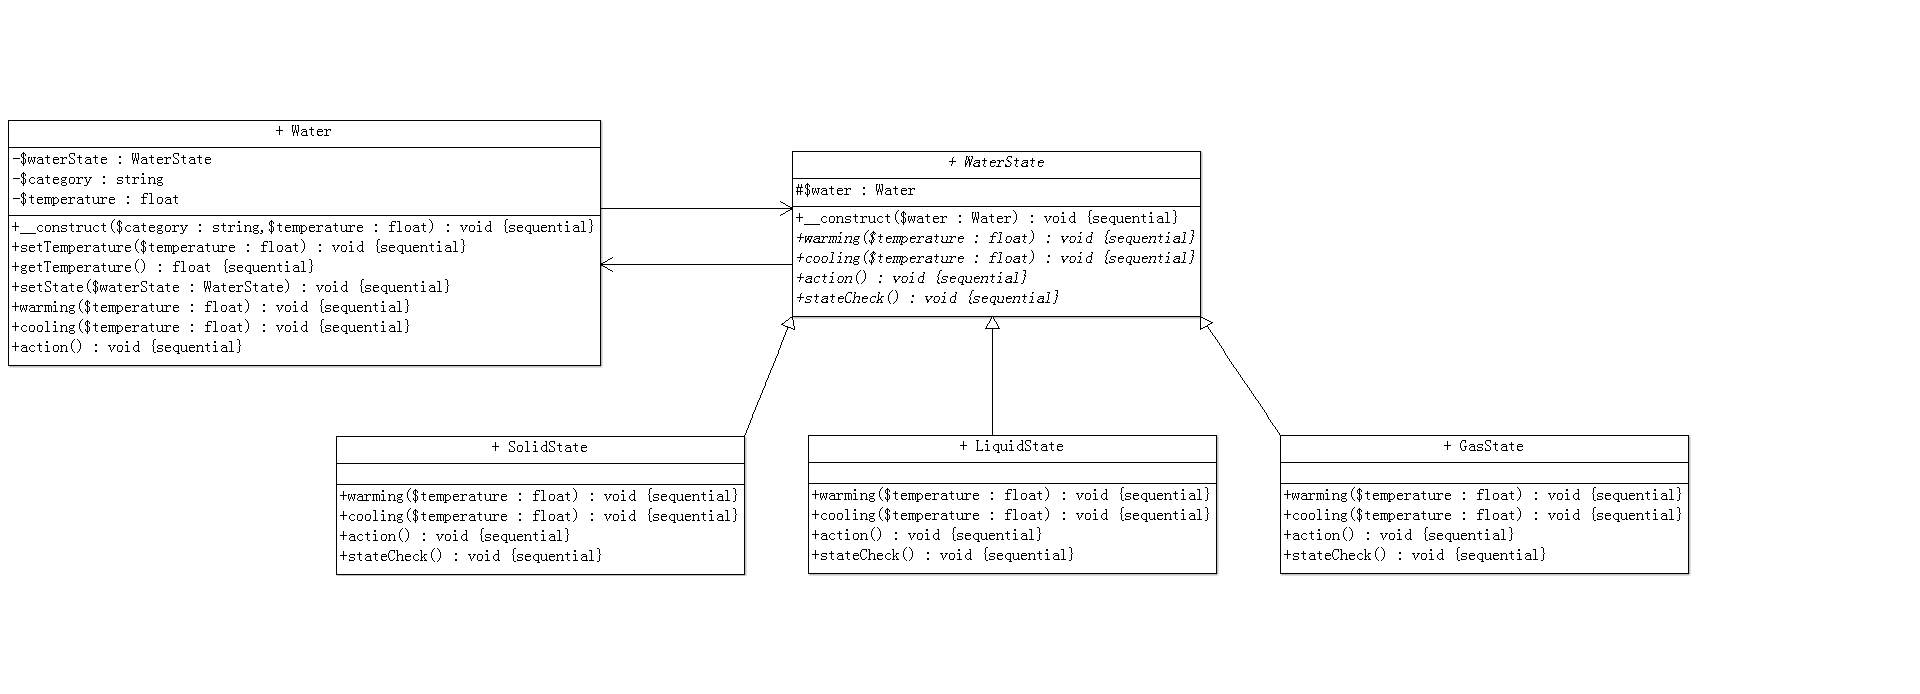 + Water
-$waterState : WaterState
-$category : string
-$temperature : float
+__construct($category : string,$temperature : float) : void {sequential}
+setTemperature($temperature : float) : void {sequential}
+getTemperature() : float {sequential}
+setState($waterState : WaterState) : void {sequential}
+warming($temperature : float) : void {sequential}
+cooling($temperature : float) : void {sequential}
+action() : void {sequential}
+ WaterState
#$water : Water
+__construct($water : Water) : void {sequential}
+warming($temperature : float) : void {sequential}
+cooling($temperature : float) : void {sequential}
+action() : void {sequential}
+stateCheck() : void {sequential}
+ SolidState
+warming($temperature : float) : void {sequential}
+cooling($temperature : float) : void {sequential}
+action() : void {sequential}
+stateCheck() : void {sequential}
+ LiquidState
+warming($temperature : float) : void {sequential}
+cooling($temperature : float) : void {sequential}
+action() : void {sequential}
+stateCheck() : void {sequential}
+ GasState
+warming($temperature : float) : void {sequential}
+cooling($temperature : float) : void {sequential}
+action() : void {sequential}
+stateCheck() : void {sequential}